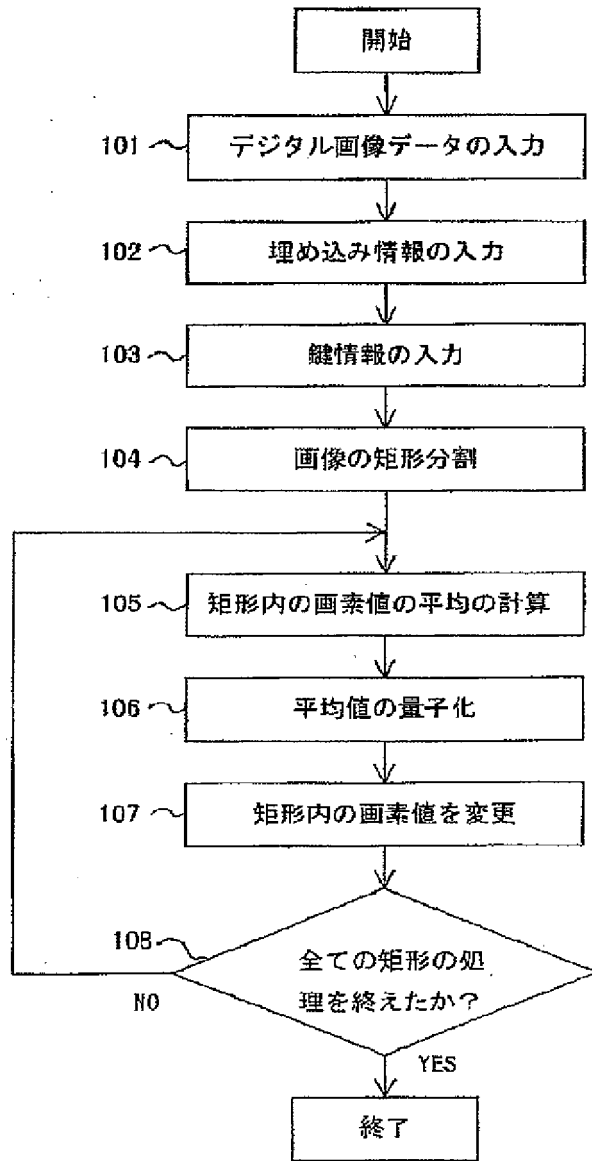 開始
101 デジタル画像データの入力
102 埋め込み情報の入力
103 鍵情報の入力
104 画像の矩形分割
105 矩形内の画素値の平均の計算
106 平均値の量子化
107 矩形内の画素値を変更
108 全ての矩形の処
理を終えたか？
NO
YES
終了